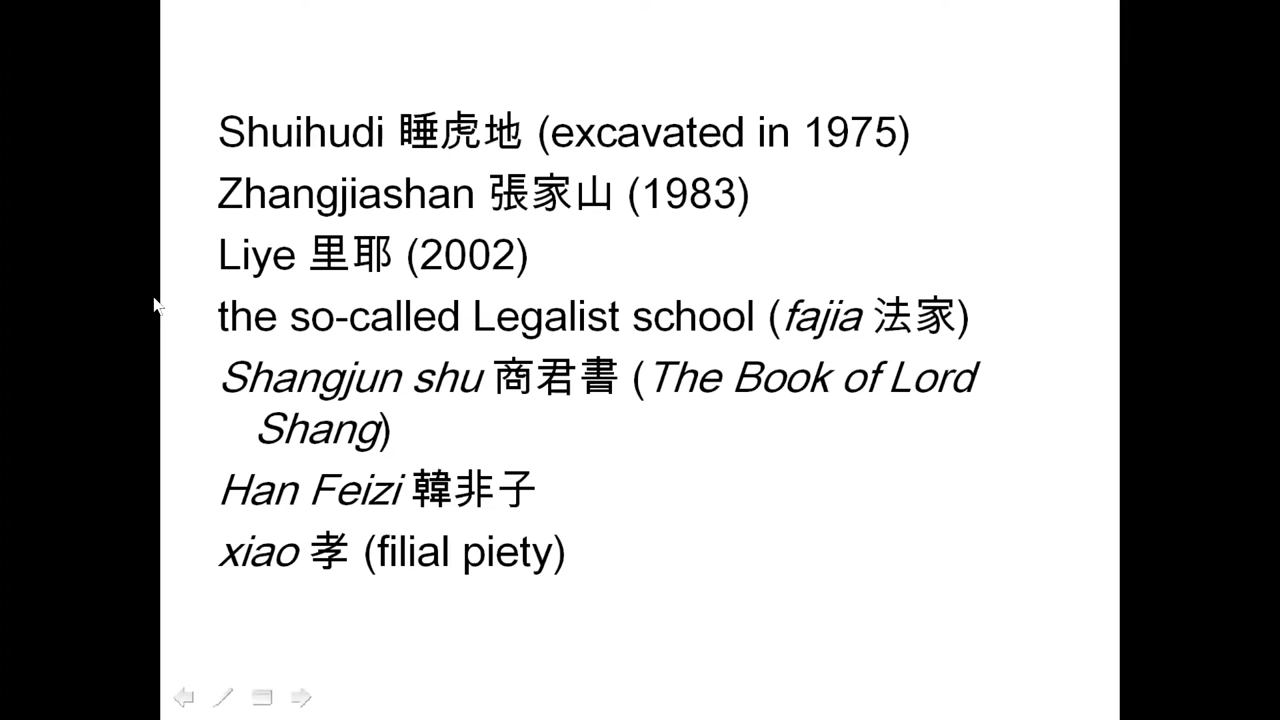 Shuihudi 睡虎地 (excavated in 1975)
Zhangjiashan 張家山 (1983)
Liye 里耶 (2002)
the so-called Legalist school (fajia 法家)
Shangjun shu 商君書 (The Book of Lord
Shang)
Han Feizi 韓非子
xiao 孝 (filial piety)